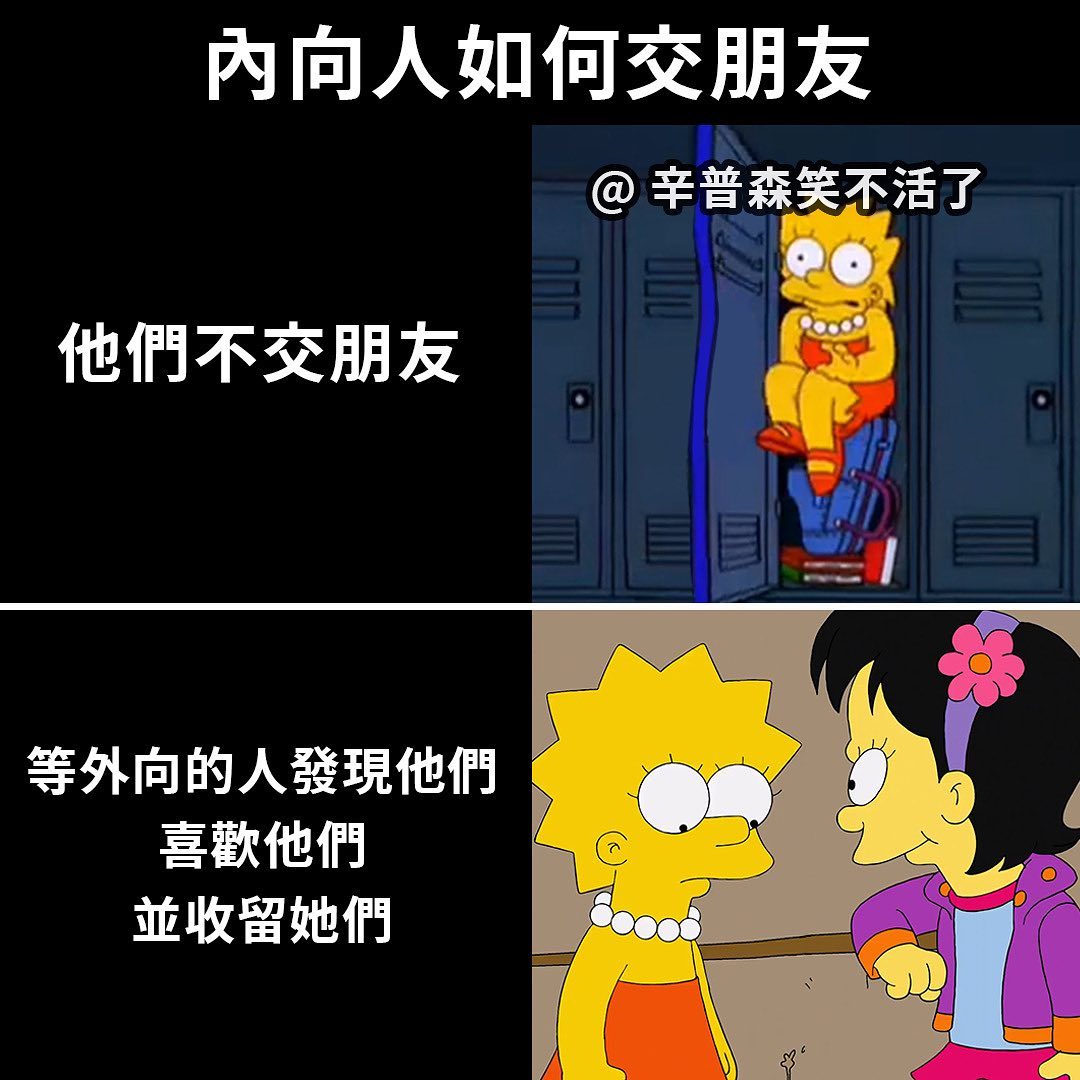 內向人如何交朋友
@ 辛普森笑不活了
他們不交朋友
等外向的人發現他們
喜歡他們
並收留她們